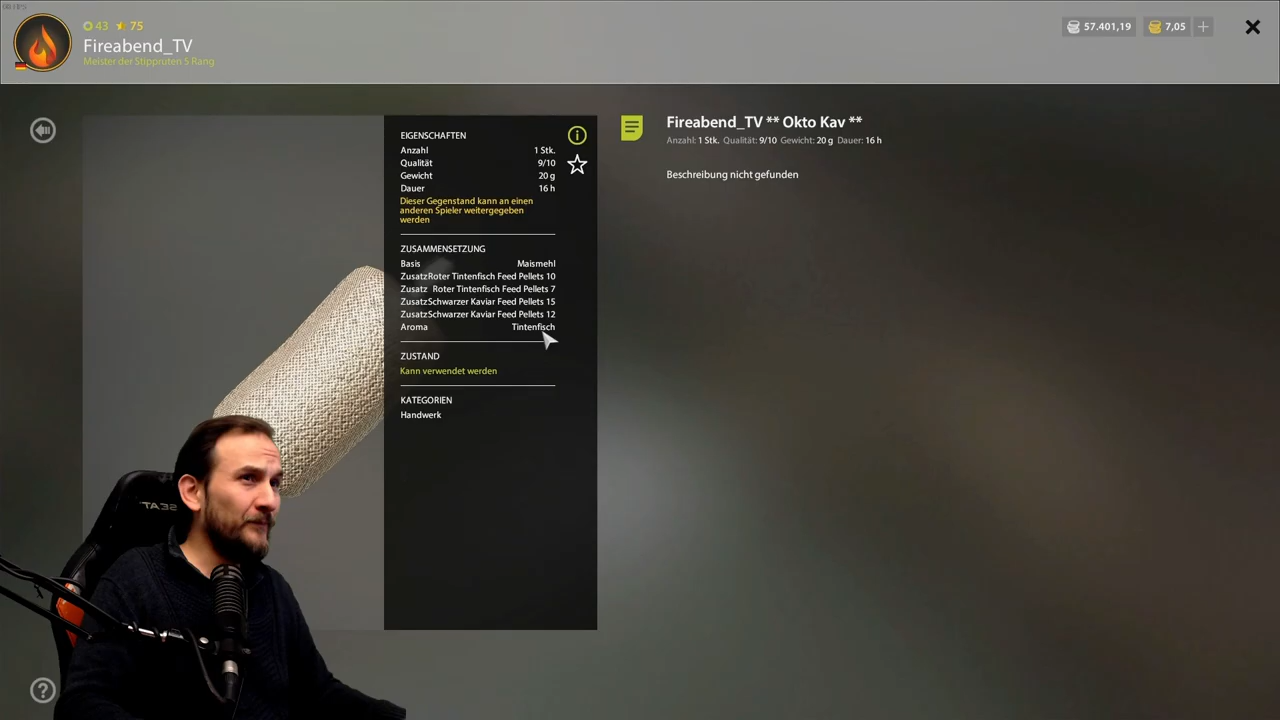 43 75
57.401,19 7,05
Fireabend_TV
Meister der Stippruten 5 Rang
EIGENSCHAFTEN
Anzahl 1 Stk.
Qualität 9/10
Gewicht 20 g
Dauer 16 h
Dieser Gegenstand kann an einen
anderen Spieler weitergegeben
werden
ZUSAMMENSETZUNG
Basis Maismehl
Zusatz Roter Tintenfisch Feed Pellets 10
Zusatz Roter Tintenfisch Feed Pellets 7
Zusatz Schwarzer Kaviar Feed Pellets 15
Zusatz Schwarzer Kaviar Feed Pellets 12
Aroma Tintenfisch
ZUSTAND
Kann verwendet werden
KATEGORIEN
Handwerk
Fireabend_TV ** Okto Kav **
Anzahl: 1 Stk. Qualität: 9/10 Gewicht: 20 g Dauer: 16 h
Beschreibung nicht gefunden
SEAT
?